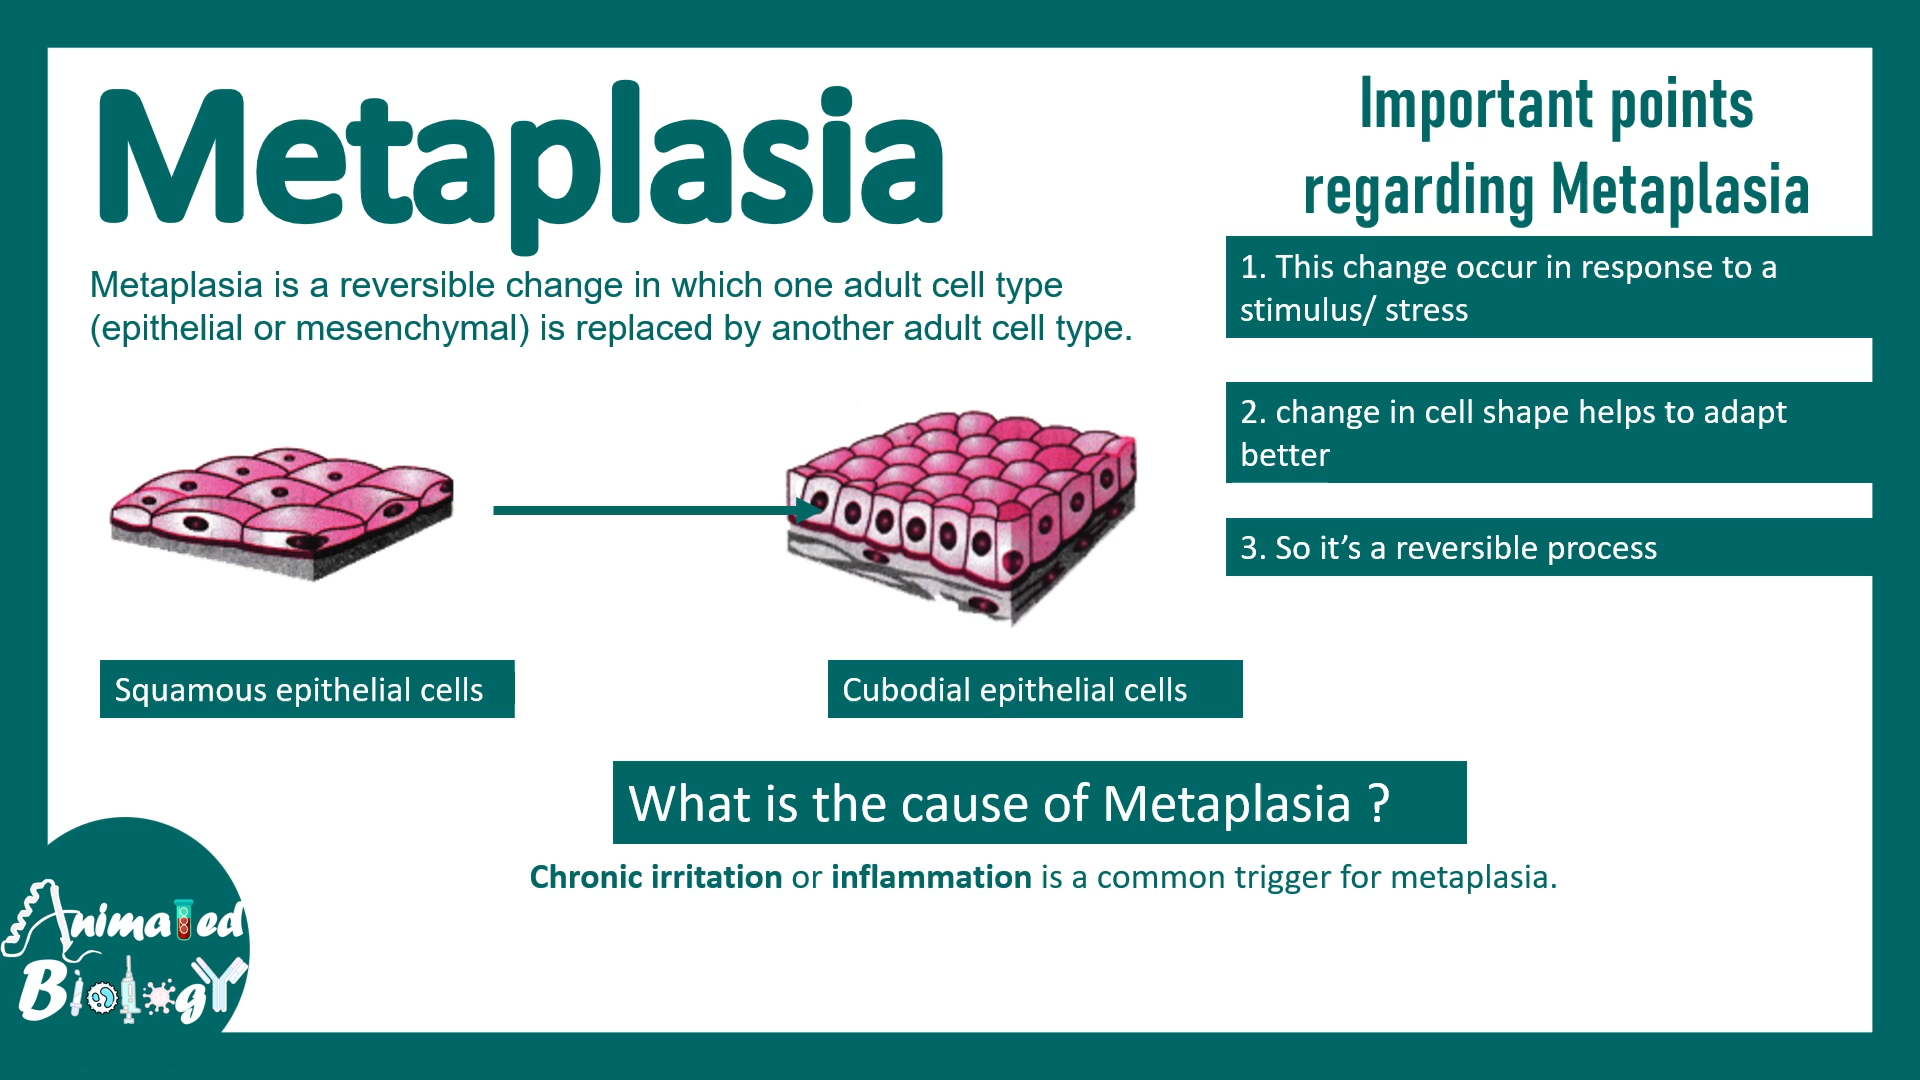 Metaplasia
Metaplasia is a reversible change in which one adult cell type
(epithelial or mesenchymal) is replaced by another adult cell type.
Squamous epithelial cells
Cubodial epithelial cells
Important points
regarding Metaplasia
1. This change occur in response to a
stimulus/ stress
2. change in cell shape helps to adapt
better
3. So it's a reversible process
What is the cause of Metaplasia ?
Chronic irritation or inflammation is a common trigger for metaplasia.
Animated
Biology